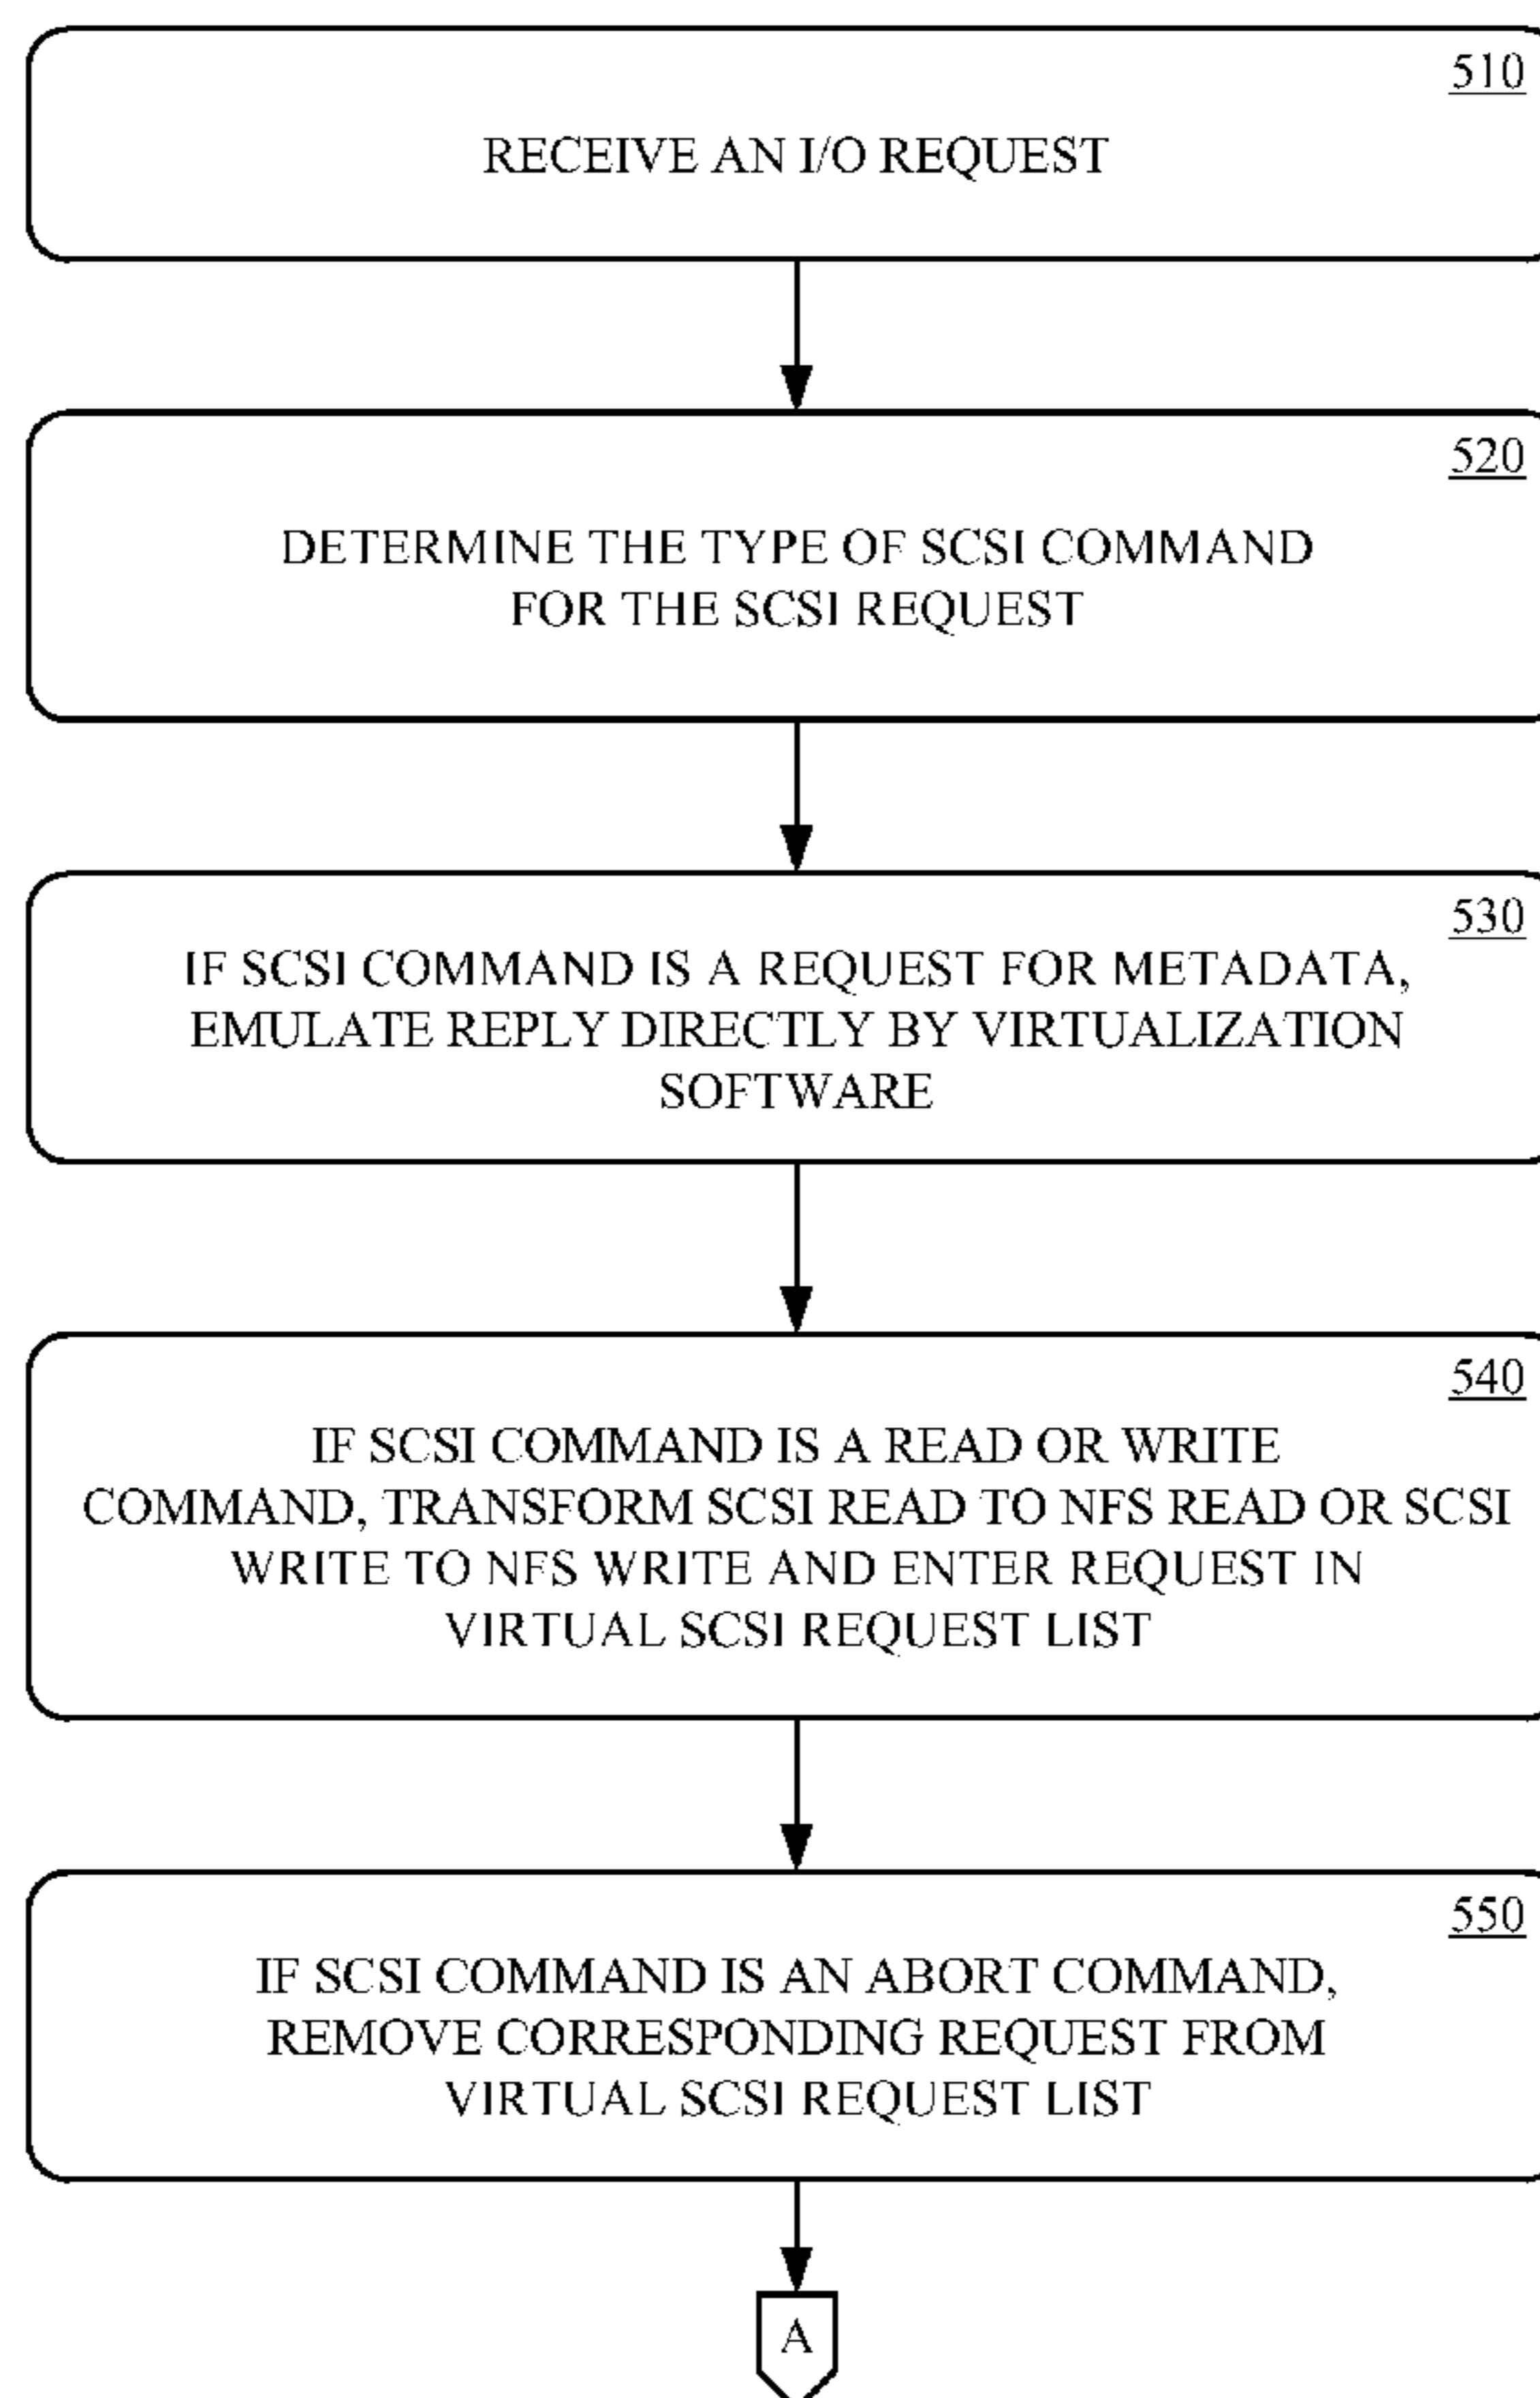 510
RECEIVE AN I/O REQUEST
520
DETERMINE THE TYPE OF SCSI COMMAND
FOR THE SCSI REQUEST
530
IF SCSI COMMAND IS A REQUEST FOR METADATA,
EMULATE REPLY DIRECTLY BY VIRTUALIZATION
SOFTWARE
540
IF SCSI COMMAND IS A READ OR WRITE
COMMAND, TRANSFORM SCSI READ TO NFS READ OR SCSI
WRITE TO NFS WRITE AND ENTER REQUEST IN
VIRTUAL SCSI REQUEST LIST
550
IF SCSI COMMAND IS AN ABORT COMMAND,
REMOVE CORRESPONDING REQUEST FROM
VIRTUAL SCSI REQUEST LIST
A